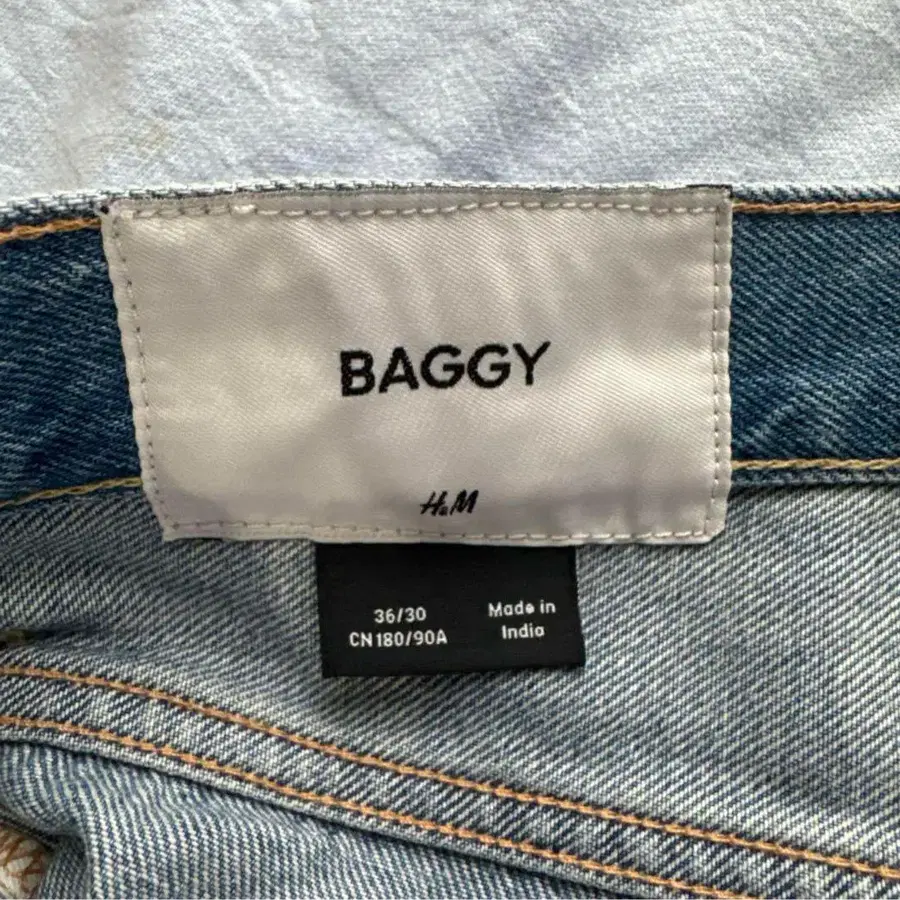 BAGGY
H&M
36/30
CN 180/90A
Made in
India